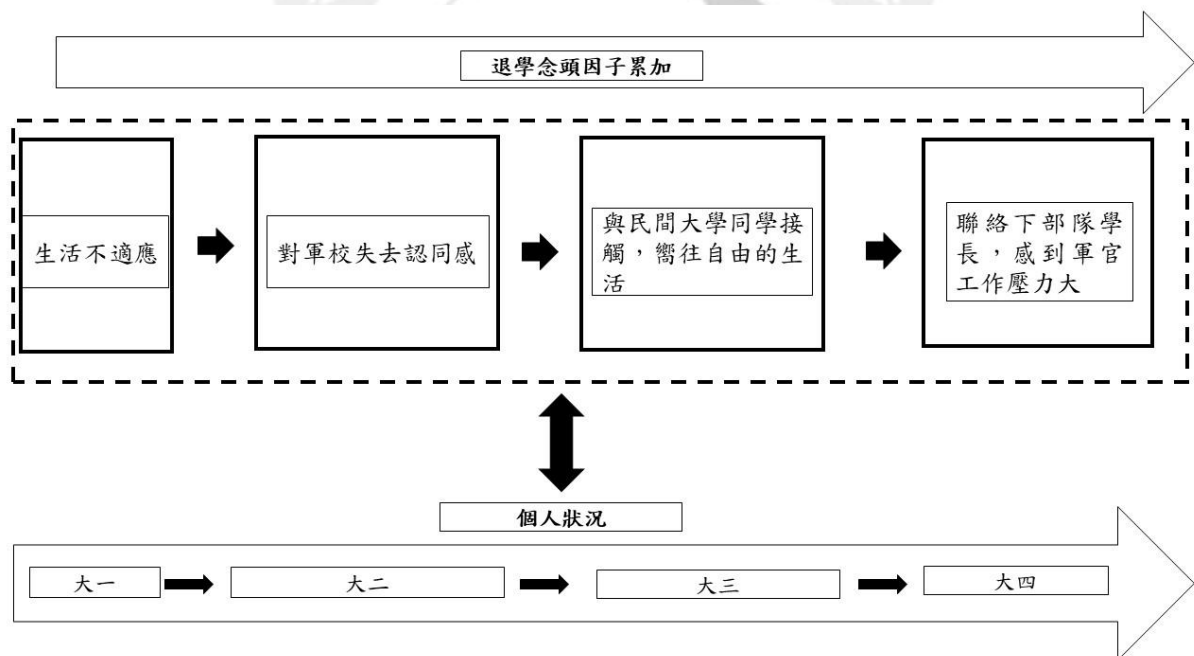 退學念頭因子累加
生活不適應
對軍校失去認同感
與民間大學同學接
觸，嚮往自由的生
活
聯絡下部隊學
長，感到軍官
工作壓力大
個人狀況
大一
大二
大三
大四